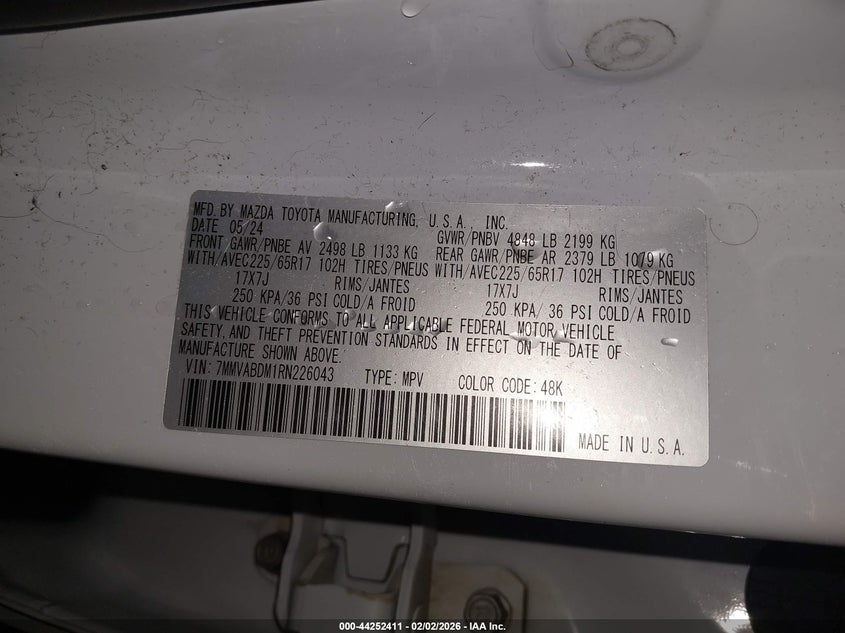 MFD. BY MAZDA TOYOTA MANUFACTURING, U.S.A., INC.
DATE 05/24 GVWR/PNBV 4848 LB 2199 KG
FRONT GAWR/PNBE AV 2498 LB 1133 KG REAR GAWR/PNBE AR 2379 LB 1079 KG
WITH/AVEC225/65R17 102H TIRES/PNEUS WITH/AVEC225/65R17 102H TIRES/PNEUS
17X7J RIMS/JANTES 17X7J RIMS/JANTES
250 KPA/36 PSI COLD/A FROID 250 KPA/ 36 PSI COLD/A FROID
THIS VEHICLE CONFORMS TO ALL APPLICABLE FEDERAL MOTOR VEHICLE
SAFETY, AND THEFT PREVENTION STANDARDS IN EFFECT ON THE DATE OF
MANUFACTURE SHOWN ABOVE.
VIN: 7MMVABDM1RN226043 TYPE: MPV COLOR CODE: 48K
MADE IN U.S.A.
000-44252411 - 02/02/2026 - IAA Inc.